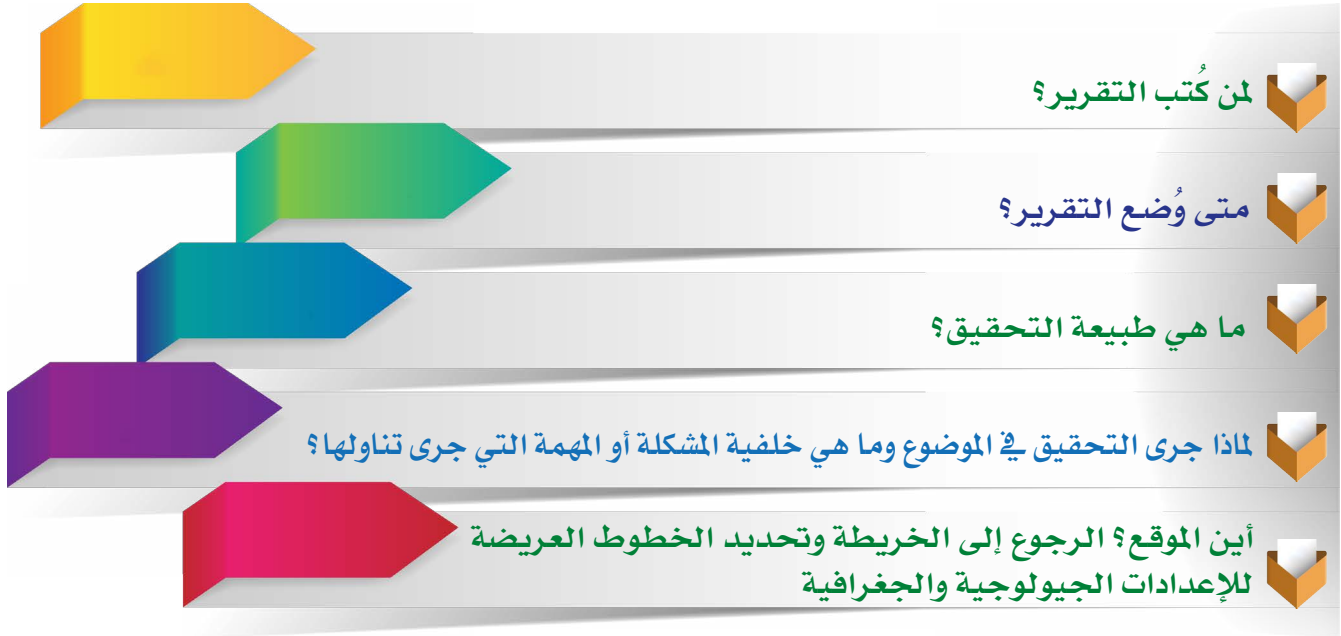 لمن كُتب التقرير؟
متى وُضع التقرير؟
ما هي طبيعة التحقيق؟
لماذا جرى التحقيق في الموضوع وما هي خلفية المشكلة أو المهمة التي جرى تناولها؟
أين الموقع؟ الرجوع إلى الخريطة وتحديد الخطوط العريضة
للإعدادات الجيولوجية والجغرافية